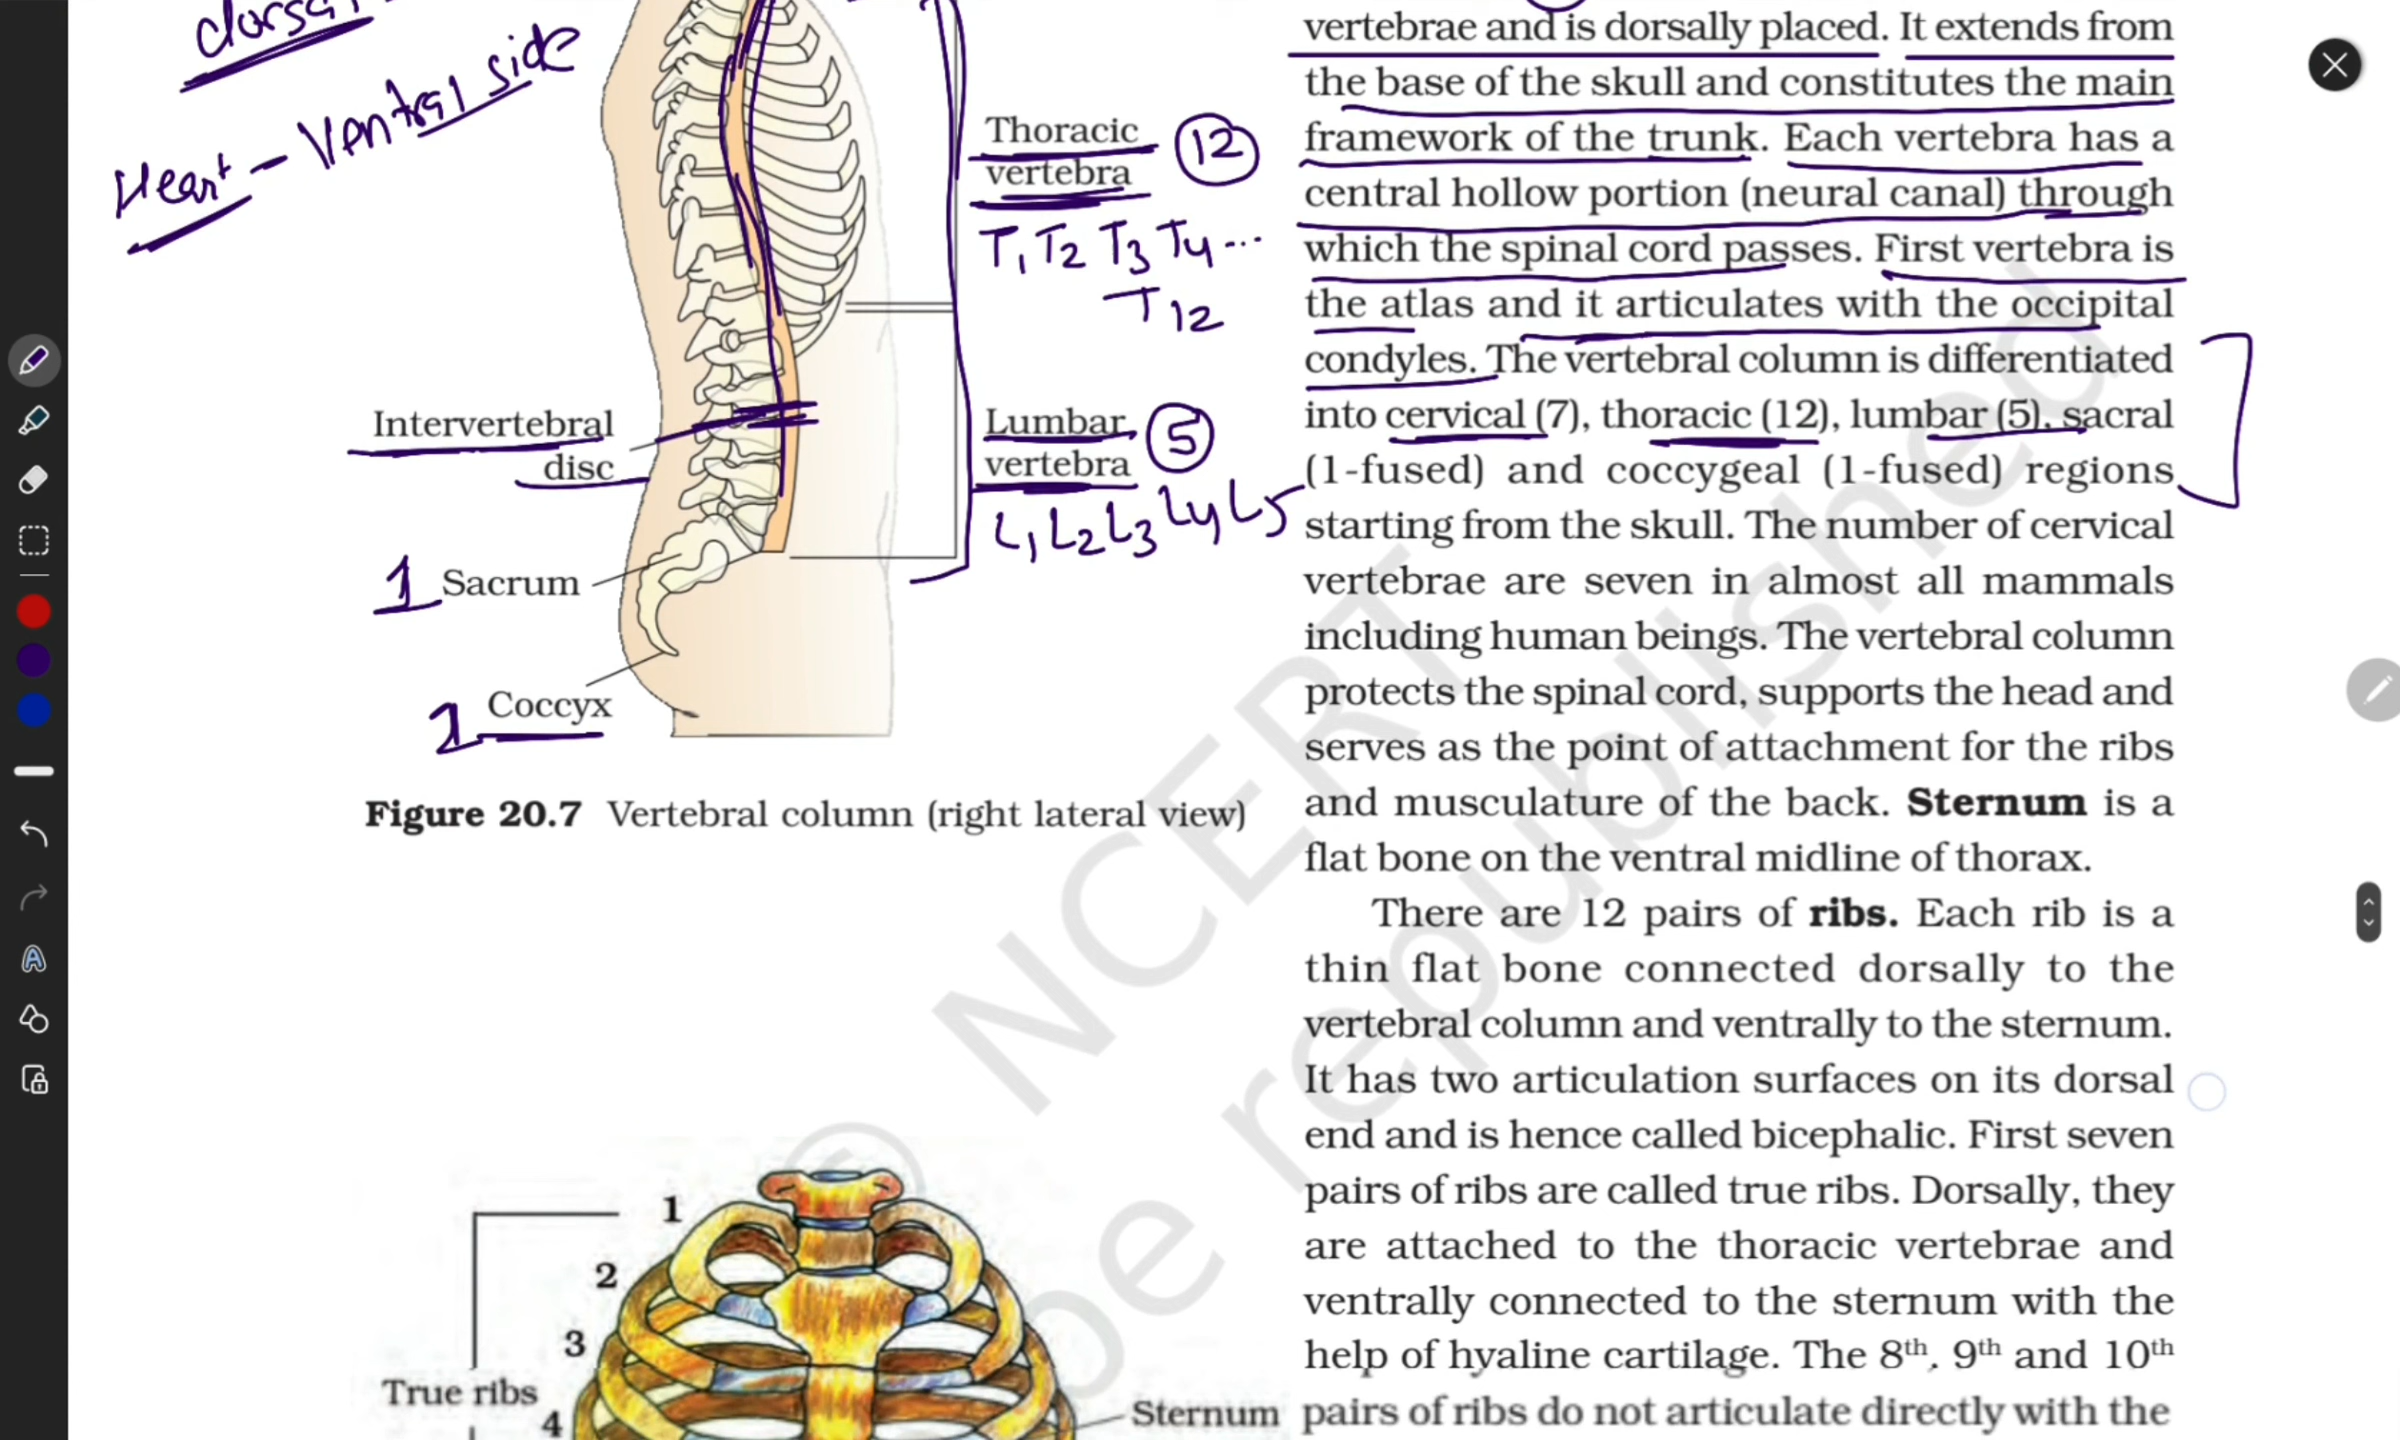 dorsal
Heart - Ventral side
Thoracic
vertebra
12
T1 T2 T3 T4 ...
T12
Intervertebral
disc
Lumbar
vertebra
5
L1 L2 L3 L4 L5
1 Sacrum
1 Coccyx
Figure 20.7 Vertebral column (right lateral view)
vertebrae and is dorsally placed. It extends from
the base of the skull and constitutes the main
framework of the trunk. Each vertebra has a
central hollow portion (neural canal) through
which the spinal cord passes. First vertebra is
the atlas and it articulates with the occipital
condyles. The vertebral column is differentiated
into cervical (7), thoracic (12), lumbar (5), sacral
(1-fused) and coccygeal (1-fused) regions
starting from the skull. The number of cervical
vertebrae are seven in almost all mammals
including human beings. The vertebral column
protects the spinal cord, supports the head and
serves as the point of attachment for the ribs
and musculature of the back. Sternum is a
flat bone on the ventral midline of thorax.
There are 12 pairs of ribs. Each rib is a
thin flat bone connected dorsally to the
vertebral column and ventrally to the sternum.
It has two articulation surfaces on its dorsal
end and is hence called bicephalic. First seven
pairs of ribs are called true ribs. Dorsally, they
are attached to the thoracic vertebrae and
ventrally connected to the sternum with the
help of hyaline cartilage. The 8th, 9th and 10th
pairs of ribs do not articulate directly with the
1
2
3
True ribs
4
Sternum
© NCERT
be republished